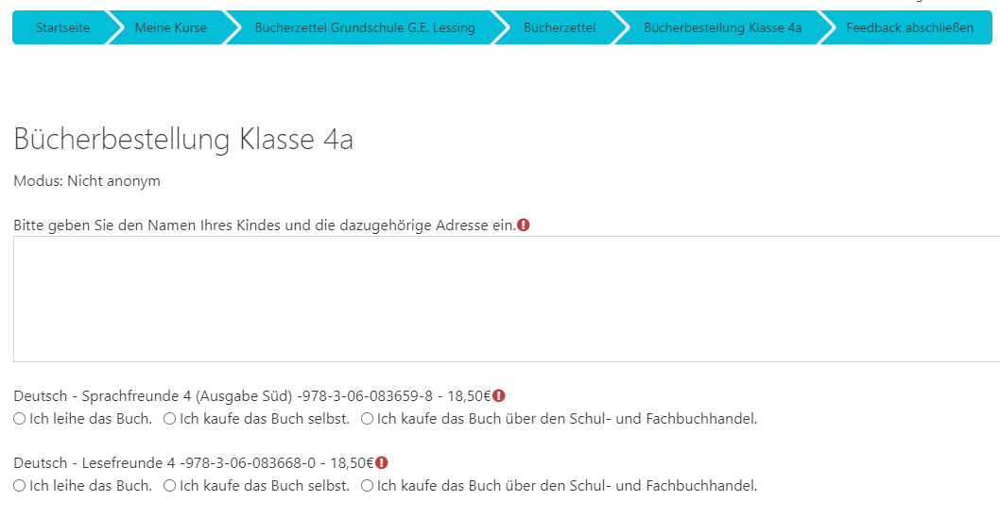 Startseite Meine Kurse Bücherzettel Grundschule G.E. Lessing Bücherzettel Bücherbestellung Klasse 4a Feedback abschließen
Bücherbestellung Klasse 4a
Modus: Nicht anonym
Bitte geben Sie den Namen Ihres Kindes und die dazugehörige Adresse ein.
Deutsch - Sprachfreunde 4 (Ausgabe Süd) -978-3-06-083659-8 - 18,50€
Ich leihe das Buch. Ich kaufe das Buch selbst. Ich kaufe das Buch über den Schul- und Fachbuchhandel.
Deutsch - Lesefreunde 4 -978-3-06-083668-0 - 18,50€
Ich leihe das Buch. Ich kaufe das Buch selbst. Ich kaufe das Buch über den Schul- und Fachbuchhandel.